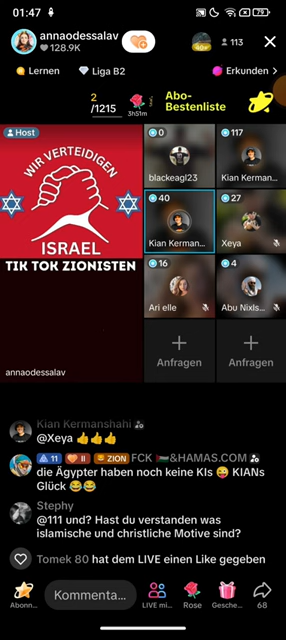 01:47
79
annaodessalav
128.9K
113
Lernen
Liga B2
Erkunden
2
/1215
3h51m
Abo-
Bestenliste
Host
WIR VERTEIDIGEN
ISRAEL
TIK TOK ZIONISTEN
annaodessalav
0
blackeagl23
117
Kian Kerman...
40
Kian Kerman...
27
Xeya
16
Ari elle
4
Abu Nixls...
Anfragen
Anfragen
Kian Kermanshahi
@Xeya 👍👍👍
11 II ZION FCK 🇵🇸&HAMAS.COM
die Ägypter haben noch keine KIs 😜 KIANs
Glück 😂😂
Stephy
@111 und? Hast du verstanden was
islamische und christliche Motive sind?
Tomek 80 hat dem LIVE einen Like gegeben
Kommenta...
Abonn...
LIVE mi...
Rose
Gesche...
68